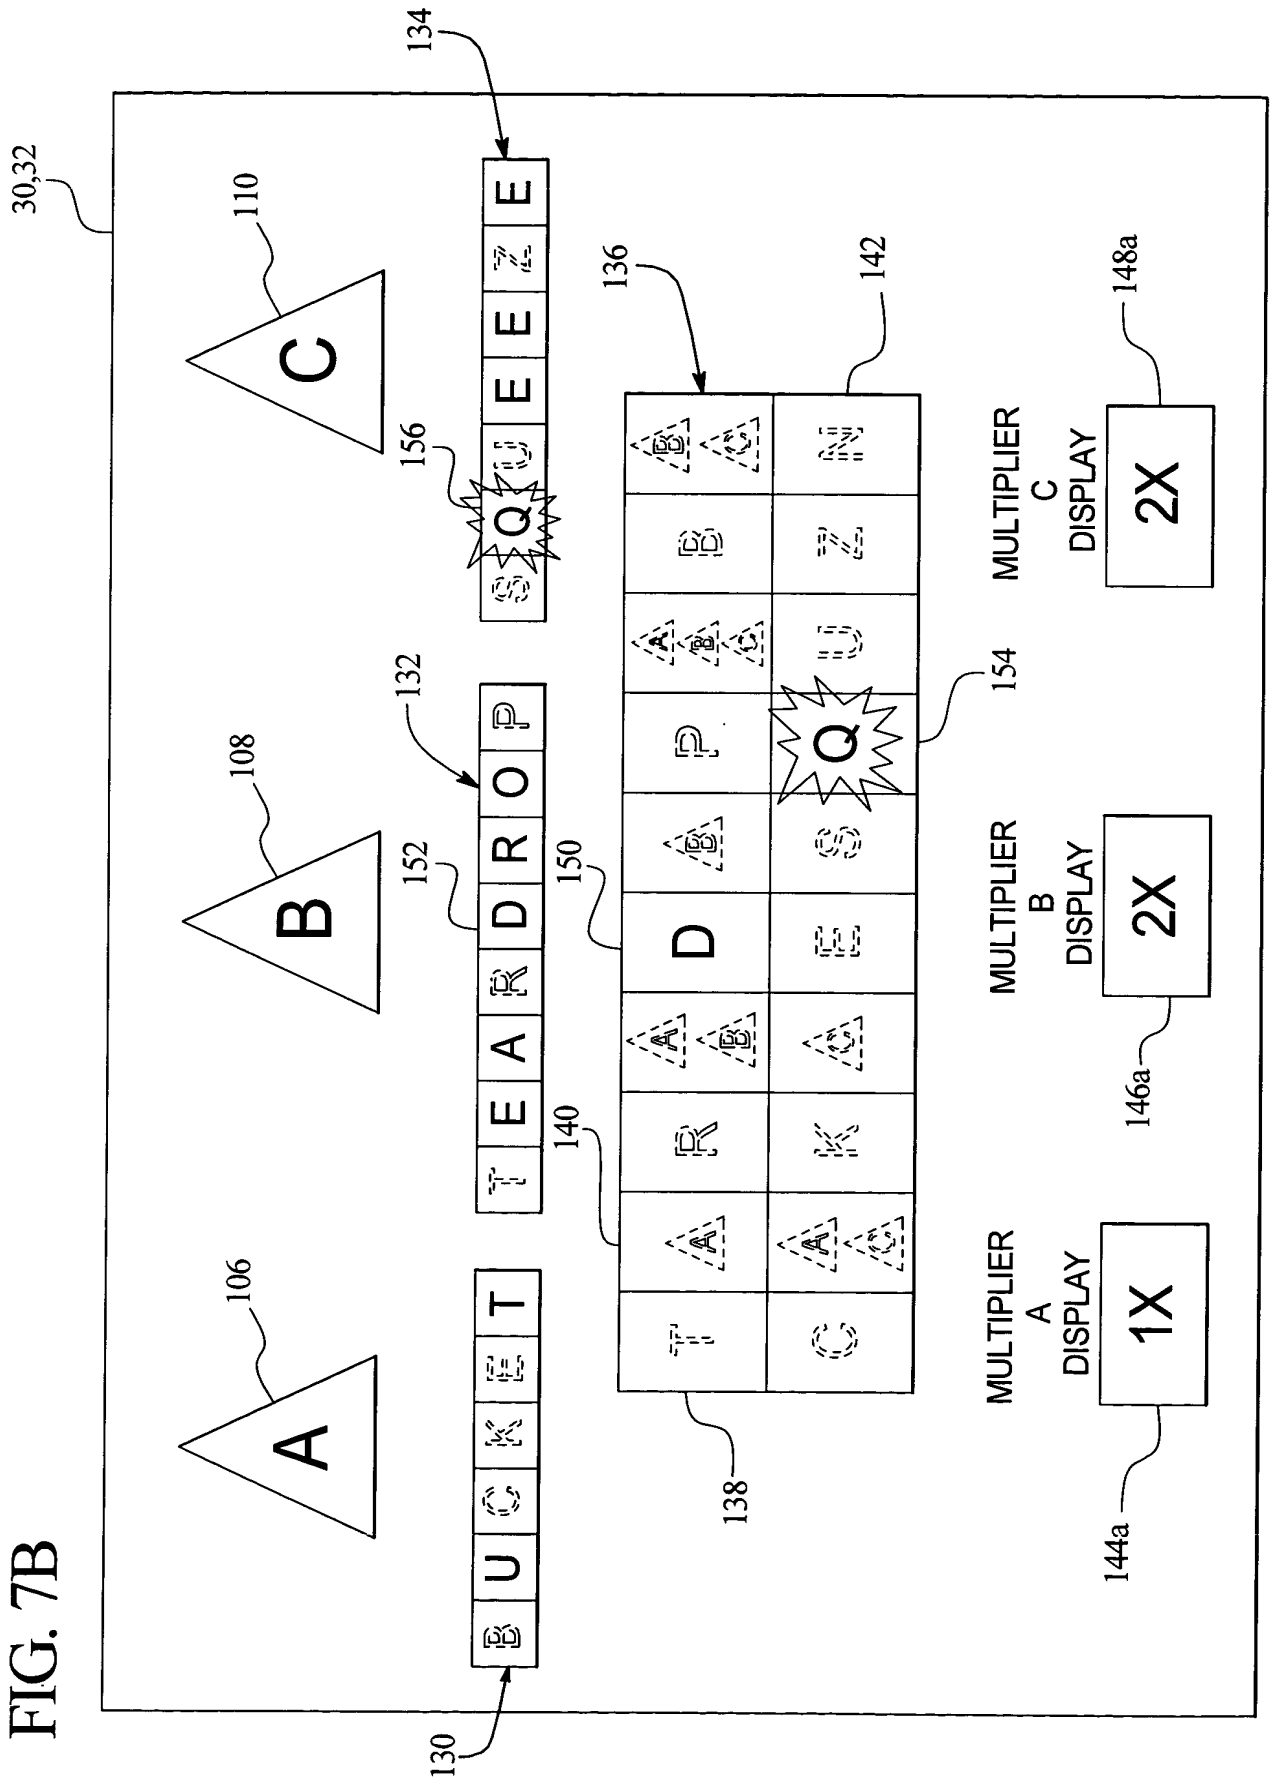 FIG. 7B
30,32
106
108
110
A
B
C
130
152
132
156
134
B U C K E T
T E A R D R O P
S Q U E E Z E
140
150
136
T A R A B D B P A B C B B C
C A C K C E S Q U Z N
138
154
142
MULTIPLIER
A
DISPLAY
1X
144a
MULTIPLIER
B
DISPLAY
2X
146a
MULTIPLIER
C
DISPLAY
2X
148a